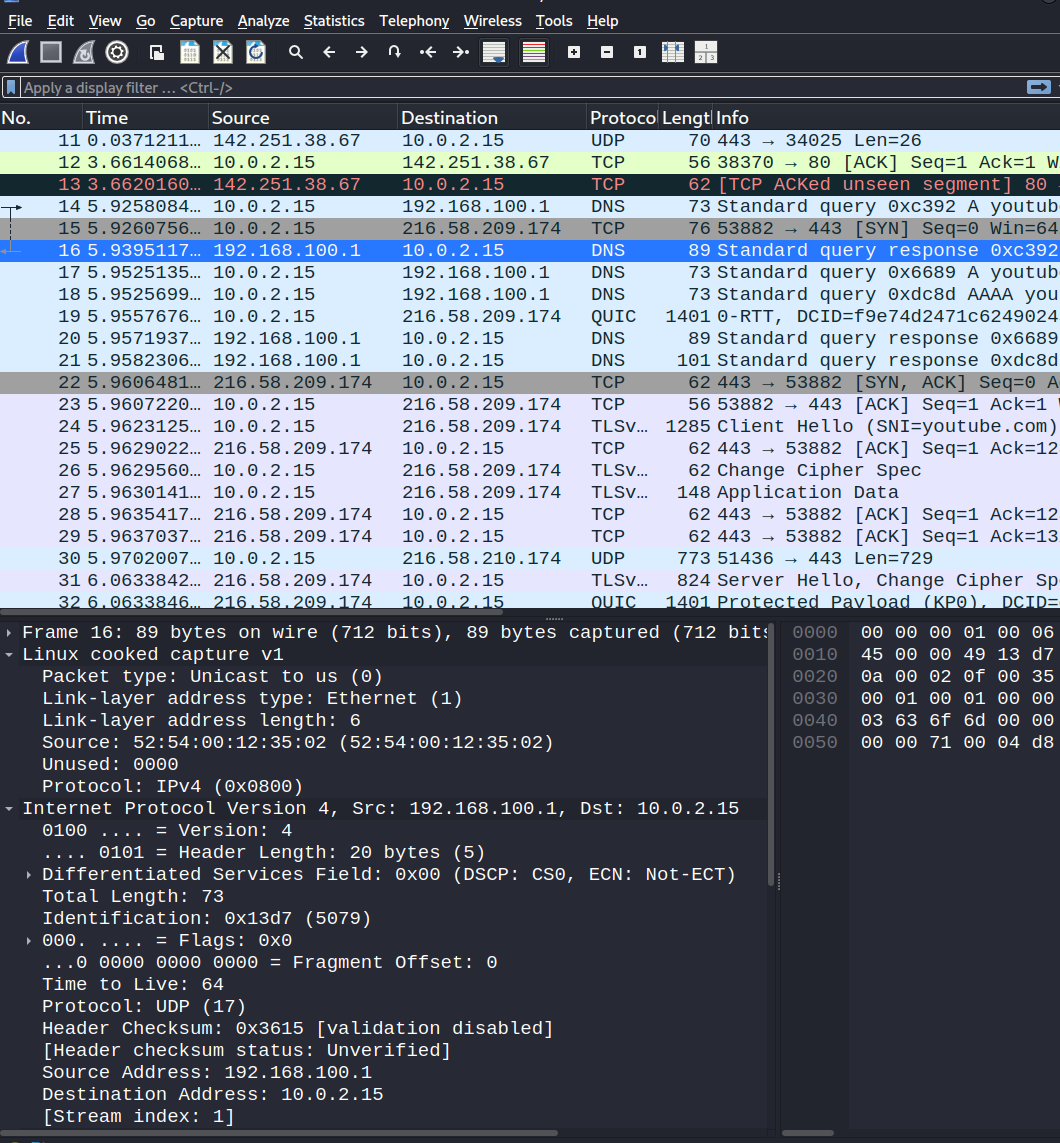 File Edit View Go Capture Analyze Statistics Telephony Wireless Tools Help
Apply a display filter ... <Ctrl-/>
No. Time Source Destination Protocol Lengt Info
11 0.0371211… 142.251.38.67 10.0.2.15 UDP 70 443 → 34025 Len=26
12 3.6614068… 10.0.2.15 142.251.38.67 TCP 56 38370 → 80 [ACK] Seq=1 Ack=1 W
13 3.6620160… 142.251.38.67 10.0.2.15 TCP 62 [TCP ACKed unseen segment] 80
14 5.9258084… 10.0.2.15 192.168.100.1 DNS 73 Standard query 0xc392 A youtub
15 5.9260756… 10.0.2.15 216.58.209.174 TCP 76 53882 → 443 [SYN] Seq=0 Win=64
16 5.9395117… 192.168.100.1 10.0.2.15 DNS 89 Standard query response 0xc392
17 5.9525135… 10.0.2.15 192.168.100.1 DNS 73 Standard query 0x6689 A youtub
18 5.9525699… 10.0.2.15 192.168.100.1 DNS 73 Standard query 0xdc8d AAAA you
19 5.9557676… 10.0.2.15 216.58.209.174 QUIC 1401 0-RTT, DCID=f9e74d2471c6249024
20 5.9571937… 192.168.100.1 10.0.2.15 DNS 89 Standard query response 0x6689
21 5.9582306… 192.168.100.1 10.0.2.15 DNS 101 Standard query response 0xdc8d
22 5.9606481… 216.58.209.174 10.0.2.15 TCP 62 443 → 53882 [SYN, ACK] Seq=0 A
23 5.9607220… 10.0.2.15 216.58.209.174 TCP 56 53882 → 443 [ACK] Seq=1 Ack=1 W
24 5.9623125… 10.0.2.15 216.58.209.174 TLSv… 1285 Client Hello (SNI=youtube.com)
25 5.9629022… 216.58.209.174 10.0.2.15 TCP 62 443 → 53882 [ACK] Seq=1 Ack=12
26 5.9629560… 10.0.2.15 216.58.209.174 TLSv… 62 Change Cipher Spec
27 5.9630141… 10.0.2.15 216.58.209.174 TLSv… 148 Application Data
28 5.9635417… 216.58.209.174 10.0.2.15 TCP 62 443 → 53882 [ACK] Seq=1 Ack=12
29 5.9637037… 216.58.209.174 10.0.2.15 TCP 62 443 → 53882 [ACK] Seq=1 Ack=13
30 5.9702007… 10.0.2.15 216.58.210.174 UDP 773 51436 → 443 Len=729
31 6.0633842… 216.58.209.174 10.0.2.15 TLSv… 824 Server Hello, Change Cipher Sp
32 6.0633846… 216.58.209.174 10.0.2.15 QUIC 1401 Protected Payload (KP0), DCID=
Frame 16: 89 bytes on wire (712 bits), 89 bytes captured (712 bits
Linux cooked capture v1
Packet type: Unicast to us (0)
Link-layer address type: Ethernet (1)
Link-layer address length: 6
Source: 52:54:00:12:35:02 (52:54:00:12:35:02)
Unused: 0000
Protocol: IPv4 (0x0800)
Internet Protocol Version 4, Src: 192.168.100.1, Dst: 10.0.2.15
0100 .... = Version: 4
.... 0101 = Header Length: 20 bytes (5)
Differentiated Services Field: 0x00 (DSCP: CS0, ECN: Not-ECT)
Total Length: 73
Identification: 0x13d7 (5079)
000. .... = Flags: 0x0
...0 0000 0000 0000 = Fragment Offset: 0
Time to Live: 64
Protocol: UDP (17)
Header Checksum: 0x3615 [validation disabled]
[Header checksum status: Unverified]
Source Address: 192.168.100.1
Destination Address: 10.0.2.15
[Stream index: 1]
0000 00 00 00 01 00 06
0010 45 00 00 49 13 d7
0020 0a 00 02 0f 00 35
0030 00 01 00 01 00 00
0040 03 63 6f 6d 00 00
0050 00 00 71 00 04 d8